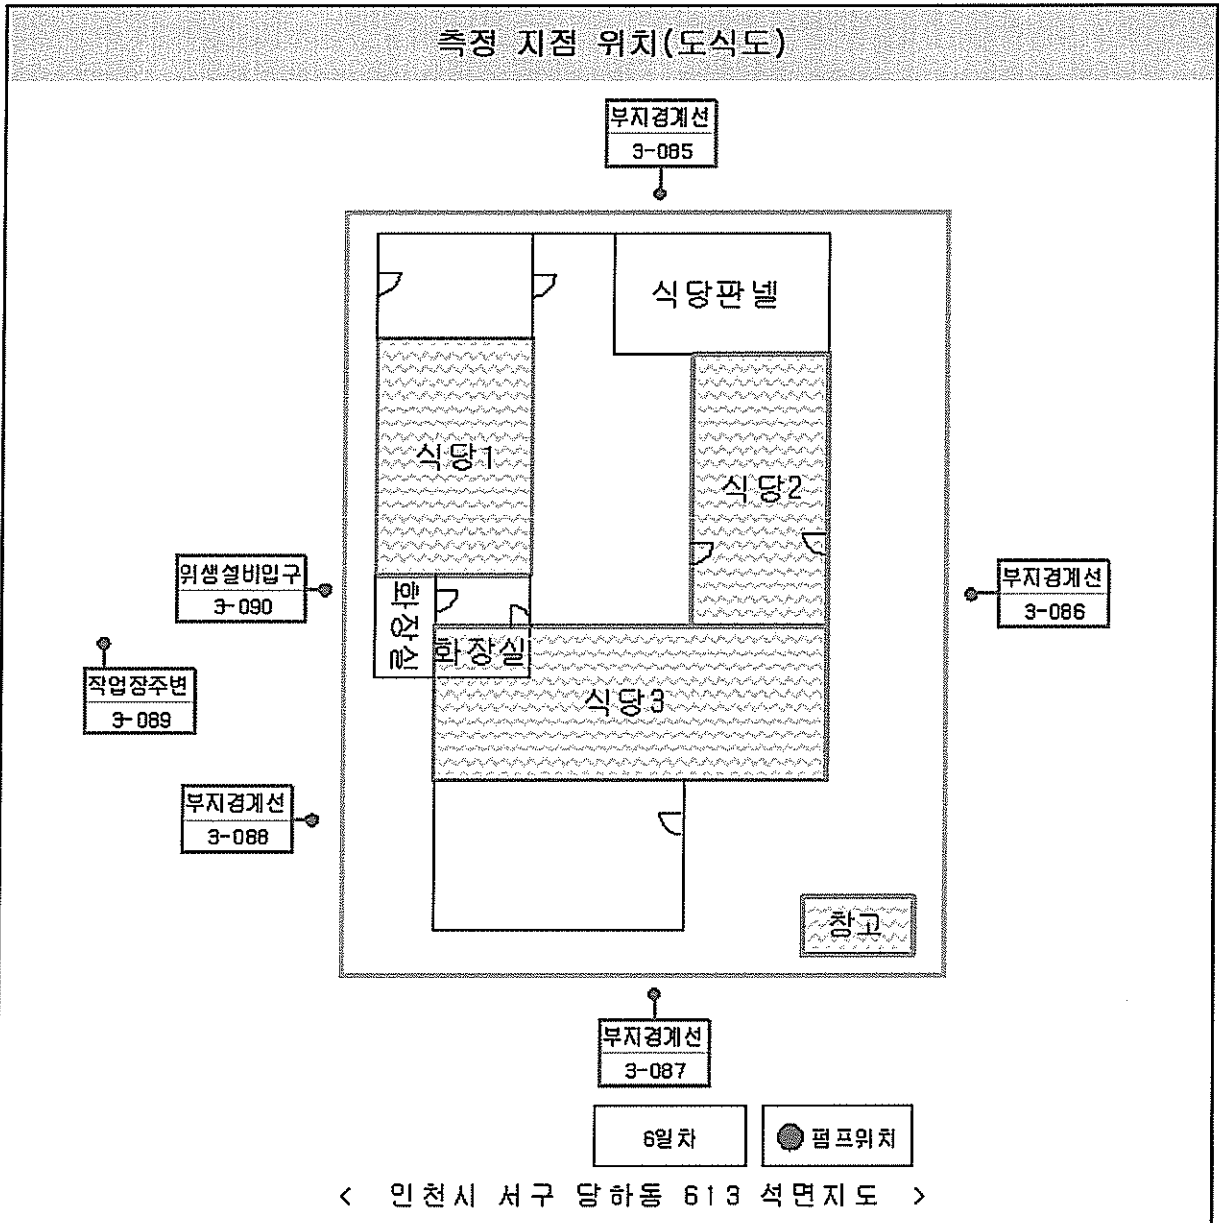 측정 지점 위치(도식도)
부지경계선
3-085
식당판넬
식당1
식당2
위생설비입구
3-090
부지경계선
3-086
화장실
화장실
작업장주변
3-089
식당3
부지경계선
3-088
창고
부지경계선
3-087
6일차
펌프위치
< 인천시 서구 당하동 613 석면지도 >